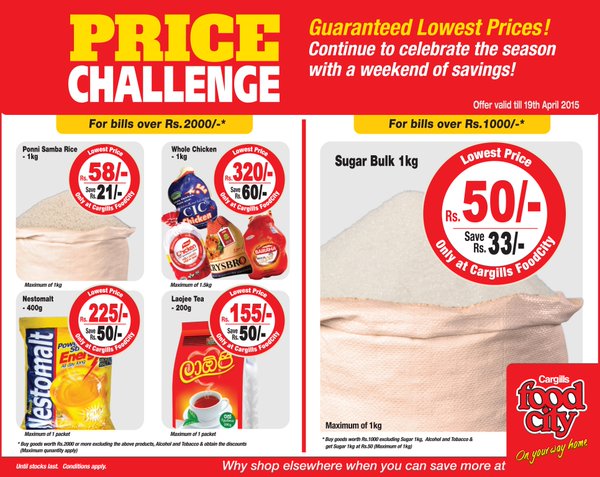 PRICE
CHALLENGE
Guaranteed Lowest Prices!
Continue to celebrate the season
with a weekend of savings!
Offer valid till 19th April 2015
For bills over Rs.2000/-*
Ponni Samba Rice
- 1kg
Lowest Price
Rs. 58/-
Save
Rs. 21/-
Only at Cargills FoodCity
Maximum of 1kg
Whole Chicken
- 1kg
Lowest Price
Rs. 320/-
Save
Rs. 60/-
Only at Cargills FoodCity
CIC
Chicken
CRYSBRO
Maximum of 1.5kg
Nestomalt
- 400g
Lowest Price
Rs. 225/-
Save
Rs. 50/-
Only at Cargills FoodCity
Nestomalt
Energy
Maximum of 1 packet
Laojee Tea
- 200g
Lowest Price
Rs. 155/-
Save
Rs. 50/-
Only at Cargills FoodCity
ලාඕජි
Maximum of 1 packet
* Buy goods worth Rs.2000 or more excluding the above products, Alcohol and Tobacco & obtain the discounts
(Maximum qunantity apply)
For bills over Rs.1000/-*
Sugar Bulk 1kg
Lowest Price
Rs. 50/-
Save
Rs. 33/-
Only at Cargills FoodCity
Maximum of 1kg
* Buy goods worth Rs.1000 excluding Sugar 1kg, Alcohol and Tobacco &
get Sugar 1kg at Rs.50 (Maximum of 1kg)
Cargills
food
city
On your way home
Until stocks last. Conditions apply.
Why shop elsewhere when you can save more at